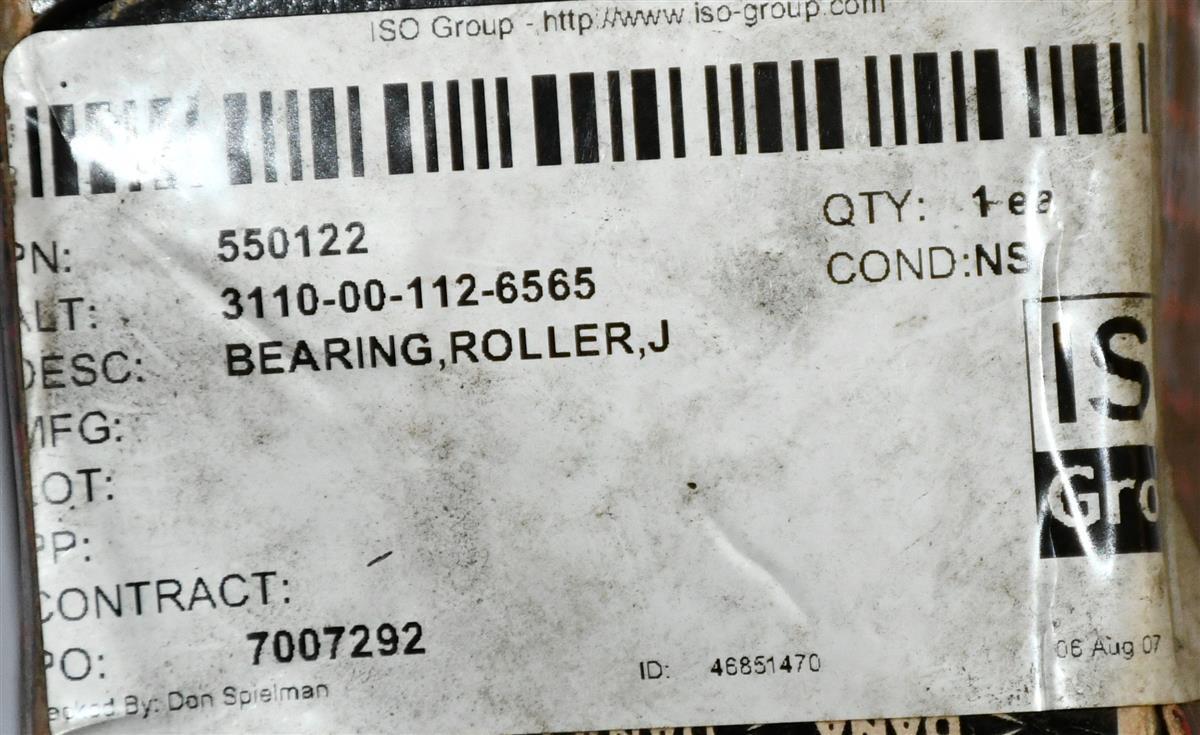 ISO Group - http://www.iso-group.com
PN: 550122
QTY: 1 ea
ALT: 3110-00-112-6565
COND: NS
DESC: BEARING,ROLLER,J
MFG:
LOT:
PP:
CONTRACT:
PO: 7007292
IS
Gro
ID: 46851470
06 Aug 07
By: Don Spielman
DANA